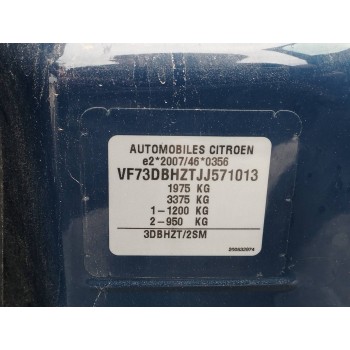 AUTOMOBILES CITROEN
e2*2007/46*0356
VF73DBHZTJJ571013
1975 KG
3375 KG
1-1200 KG
2-950 KG
3DBHZT/2SM